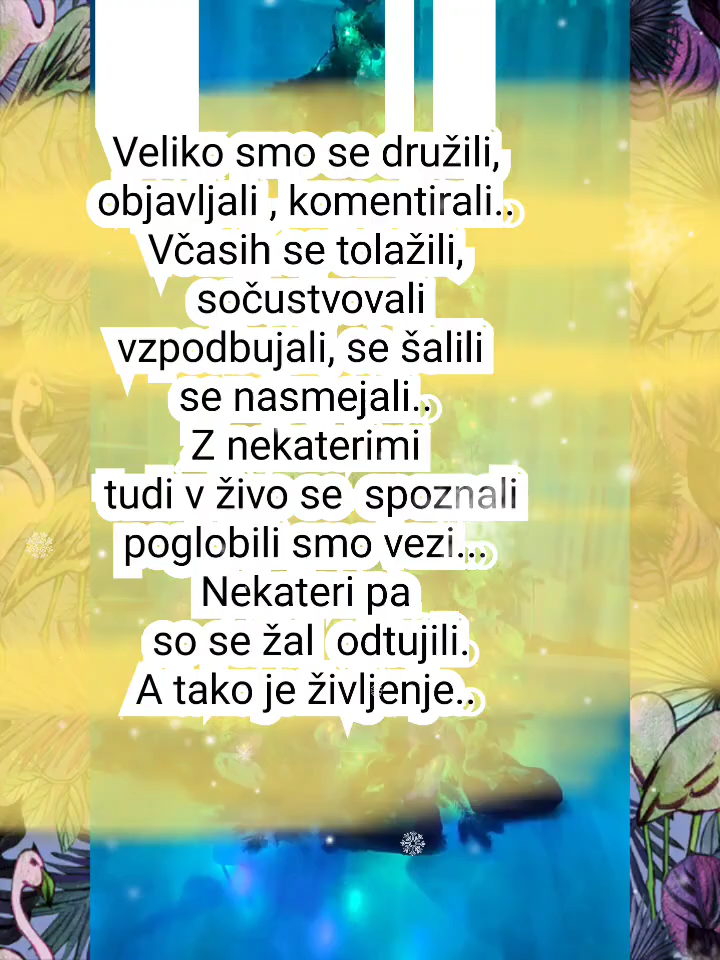 Veliko smo se družili,
objavljali , komentirali..
Včasih se tolažili,
sočustvovali
vzpodbujali, se šalili
se nasmejali..
Z nekaterimi
tudi v živo se  spoznali
poglobili smo vezi...
Nekateri pa
so se žal  odtujili.
A tako je življenje..